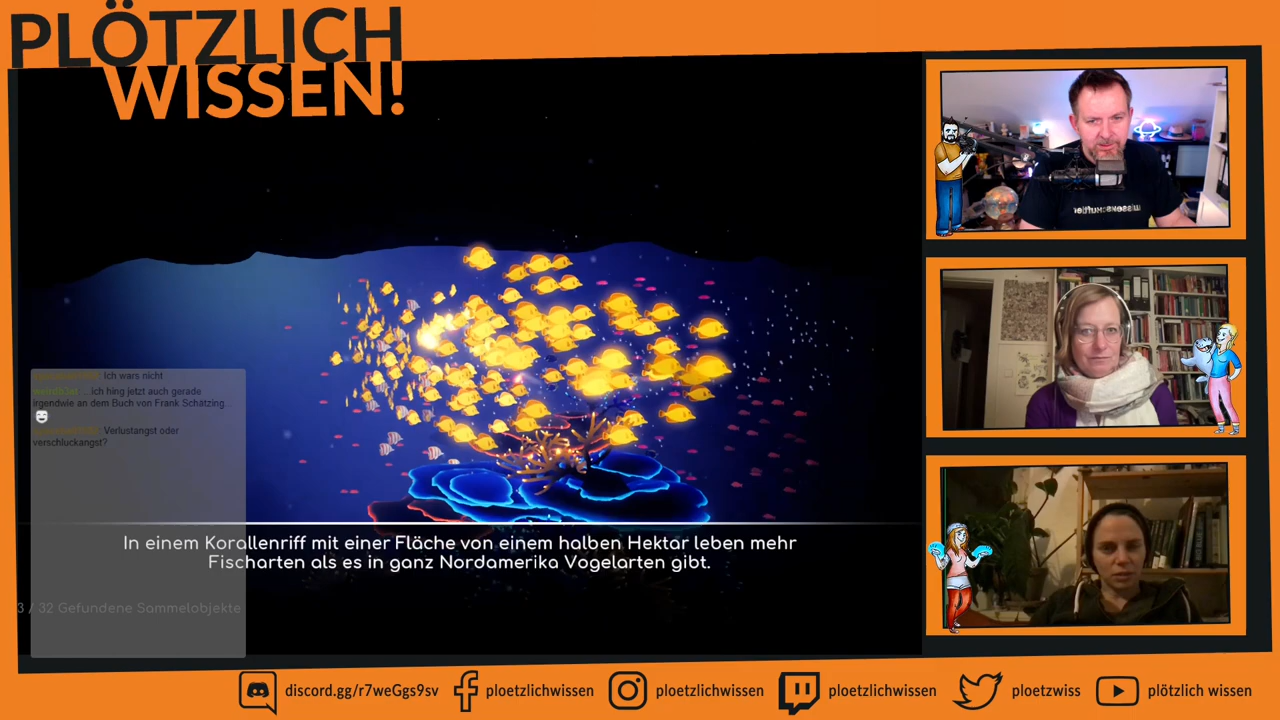 PLÖTZLICH
WISSEN!
Ich wars nicht
... ich hing jetzt auch gerade
irgendwie an dem Buch von Frank Schätzing...
Verlustangst oder
verschluckangst?
In einem Korallenriff mit einer Fläche von einem halben Hektar leben mehr
Fischarten als es in ganz Nordamerika Vogelarten gibt.
3 / 32 Gefundene Sammelobjekte
discord.gg/r7weGgs9sv
ploetzlichwissen
ploetzlichwissen
ploetzlichwissen
ploetzwiss
plötzlich wissen